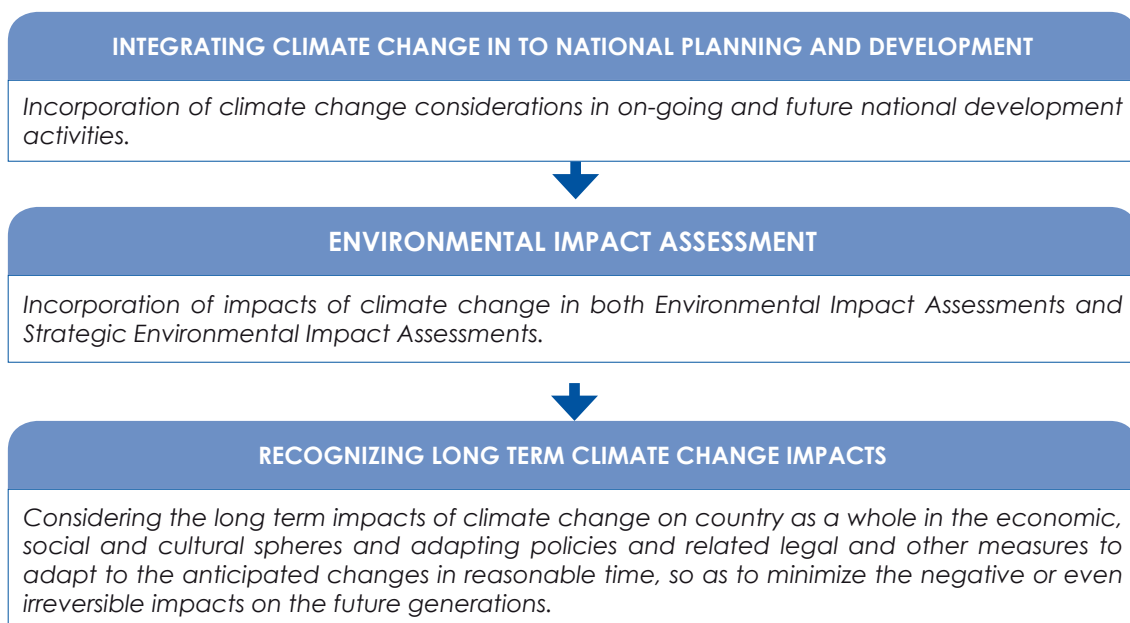 INTEGRATING CLIMATE CHANGE IN TO NATIONAL PLANNING AND DEVELOPMENT
Incorporation of climate change considerations in on-going and future national development
activities.
ENVIRONMENTAL IMPACT ASSESSMENT
Incorporation of impacts of climate change in both Environmental Impact Assessments and
Strategic Environmental Impact Assessments.
RECOGNIZING LONG TERM CLIMATE CHANGE IMPACTS
Considering the long term impacts of climate change on country as a whole in the economic,
social and cultural spheres and adapting policies and related legal and other measures to
adapt to the anticipated changes in reasonable time, so as to minimize the negative or even
irreversible impacts on the future generations.